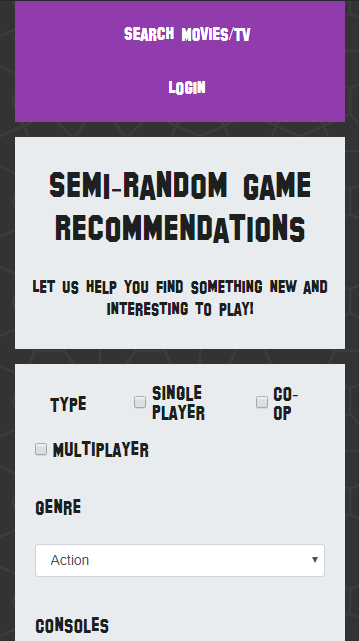 SEARCH MOVIES/TV
LOGIN
SEMI-RANDOM GAME
RECOMMENDATIONS
LET US HELP YOU FIND SOMETHING NEW AND
INTERESTING TO PLAY!
TYPE
SINGLE
PLAYER
CO-
OP
MULTIPLAYER
GENRE
Action
CONSOLES